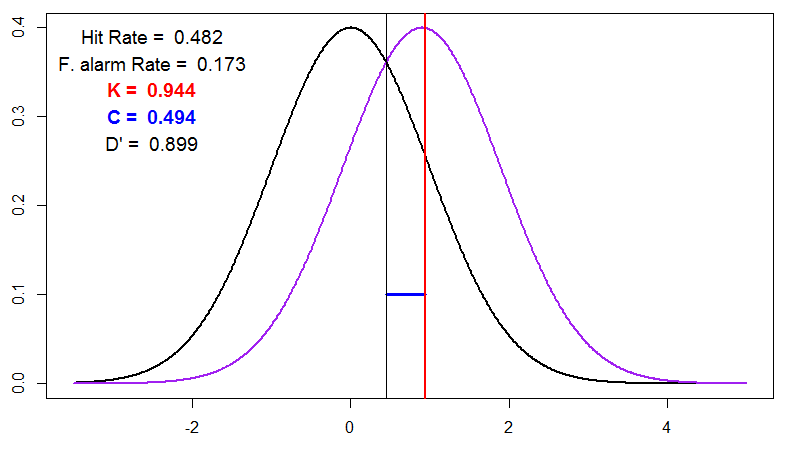 Hit Rate = 0.482
F. alarm Rate = 0.173
K = 0.944
C = 0.494
D' = 0.899
0.4
0.3
0.2
0.1
0.0
-2 0 2 4